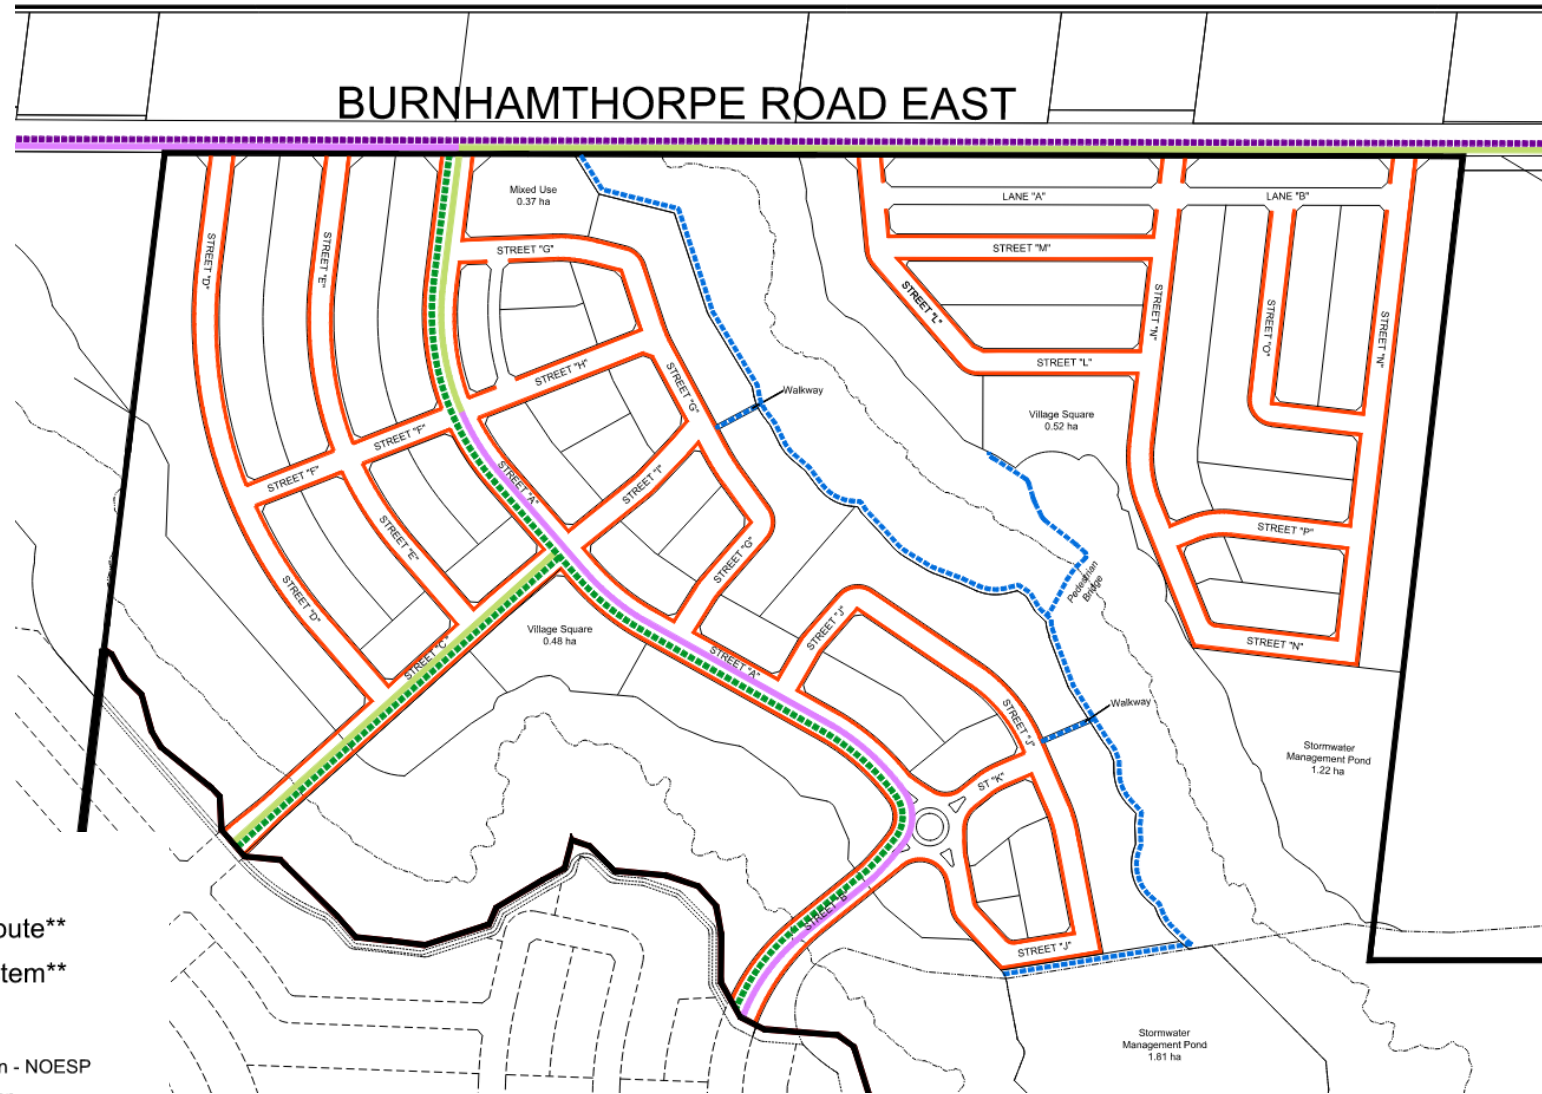 BURNHAMTHORPE ROAD EAST
Mixed Use
0.37 ha
LANE "A"
LANE "B"
STREET "D"
STREET "E"
STREET "G"
STREET "M"
STREET "L"
STREET "N"
STREET "O"
STREET "N"
STREET "H"
STREET "L"
STREET "G"
Walkway
Village Square
0.52 ha
STREET "F"
STREET "F"
STREET "A"
STREET "I"
STREET "E"
STREET "G"
STREET "P"
Pedestrian
Bridge
STREET "D"
Village Square
0.48 ha
STREET "C"
STREET "J"
STREET "A"
STREET "N"
Walkway
STREET "J"
Stormwater
Management Pond
1.22 ha
ST "K"
STREET "B"
STREET "J"
oute**
tem**
Stormwater
Management Pond
1.81 ha
n - NOESP